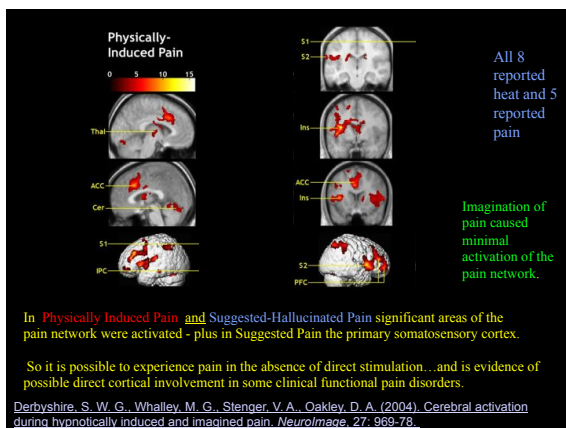 Physically-
Induced Pain
0 5 10 15
Thal
ACC
Cer
S1
IPC
S1
S2
Ins
ACC
Ins
S2
PFC
All 8
reported
heat and 5
reported
pain
Imagination of
pain caused
minimal
activation of the
pain network.
In Physically Induced Pain and Suggested-Hallucinated Pain significant areas of the
pain network were activated - plus in Suggested Pain the primary somatosensory cortex.
So it is possible to experience pain in the absence of direct stimulation…and is evidence of
possible direct cortical involvement in some clinical functional pain disorders.
Derbyshire, S. W. G., Whalley, M. G., Stenger, V. A., Oakley, D. A. (2004). Cerebral activation
during hypnotically induced and imagined pain. NeuroImage, 27: 969-78.